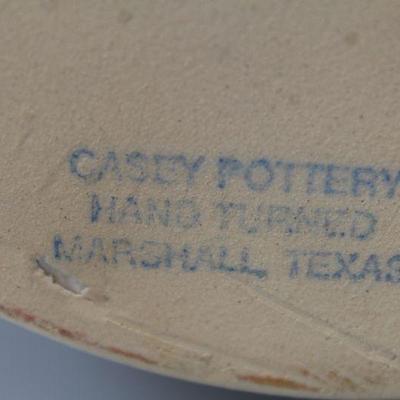 CASEY POTTERY
HAND TURNED
MARSHALL, TEXAS